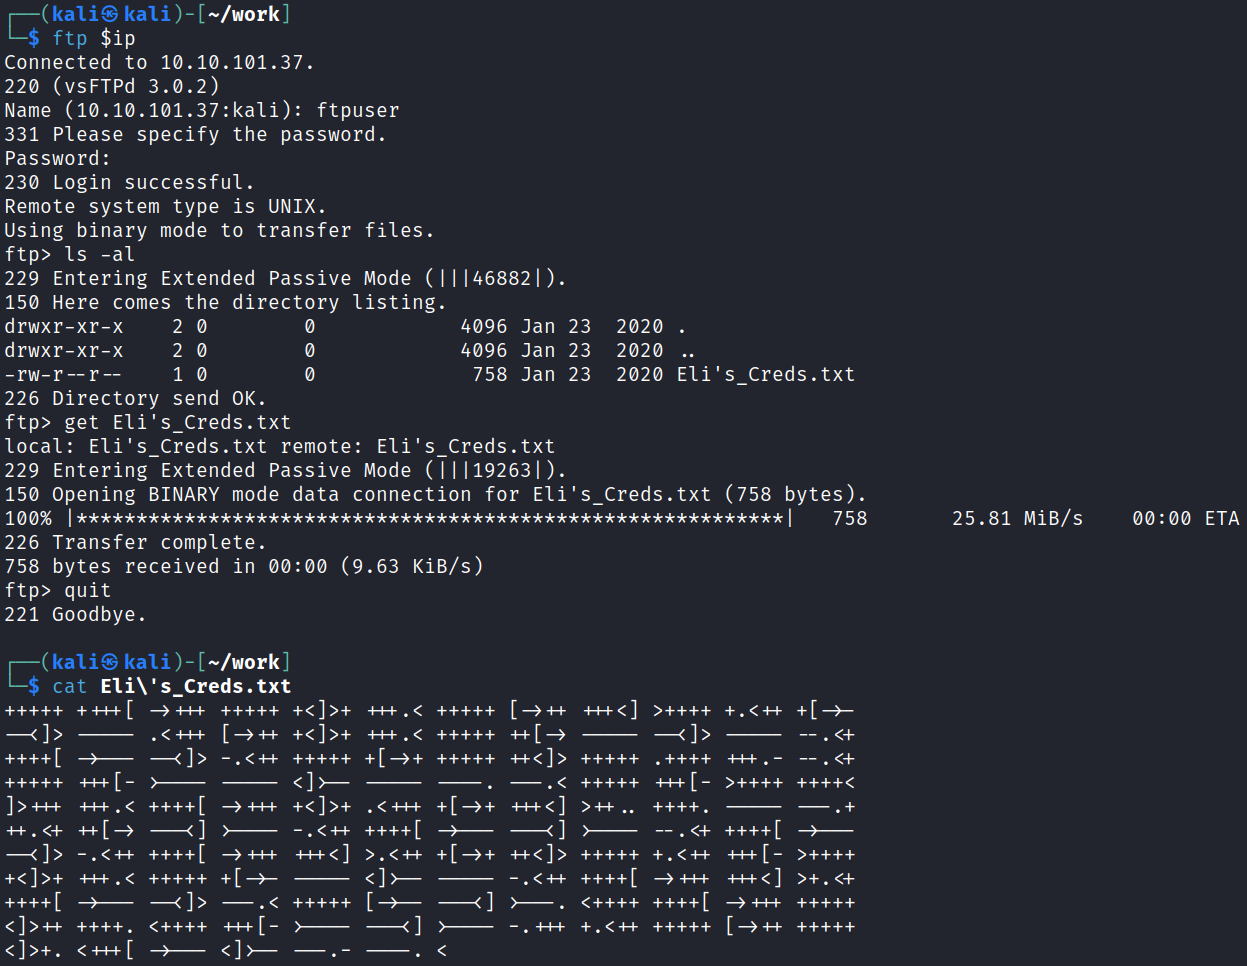 ┌──(kali㉿kali)-[~/work]
└─$ ftp $ip
Connected to 10.10.101.37.
220 (vsFTPd 3.0.2)
Name (10.10.101.37:kali): ftpuser
331 Please specify the password.
Password:
230 Login successful.
Remote system type is UNIX.
Using binary mode to transfer files.
ftp> ls -al
229 Entering Extended Passive Mode (|||46882|).
150 Here comes the directory listing.
drwxr-xr-x    2 0        0            4096 Jan 23  2020 .
drwxr-xr-x    2 0        0            4096 Jan 23  2020 ..
-rw-r--r--    1 0        0             758 Jan 23  2020 Eli's_Creds.txt
226 Directory send OK.
ftp> get Eli's_Creds.txt
local: Eli's_Creds.txt remote: Eli's_Creds.txt
229 Entering Extended Passive Mode (|||19263|).
150 Opening BINARY mode data connection for Eli's_Creds.txt (758 bytes).
100% |***********************************************************|   758       25.81 MiB/s    00:00 ETA
226 Transfer complete.
758 bytes received in 00:00 (9.63 KiB/s)
ftp> quit
221 Goodbye.
┌──(kali㉿kali)-[~/work]
└─$ cat Eli\'s_Creds.txt
+++++ ++++[ ->+++ +++++ +<]>+ +++.< +++++ [->++ +++<] >++++ +.<++ +[->-
--<]> ----- .<+++ [->++ +<]>+ +++.< +++++ ++[-> ----- --<]> ----- --.<+
++++[ ->--- --<]> -.<++ +++++ +[->+ +++++ ++<]> +++++ .++++ +++.- --.<+
+++++ +++[- >---- ----- <]>-- ----- ----. ---.< +++++ +++[- >++++ ++++<
]>+++ +++.< ++++[ ->+++ +<]>+ .<+++ +[->+ +++<] >++.. ++++. ----- ---.+
++.<+ ++[-> ---<] >---- -.<++ ++++[ ->--- ---<] >---- --.<+ ++++[ ->---
--<]> -.<++ ++++[ ->+++ +++<] >.<++ +[->+ ++<]> +++++ +.<++ +++[- >++++
+<]>+ +++.< +++++ +[->- ----- <]>-- ----- -.<++ ++++[ ->+++ +++<] >+.<+
++++[ ->--- --<]> ---.< +++++ [->-- ---<] >---. <++++ ++++[ ->+++ +++++
<]>++ ++++. <++++ +++[- >---- ---<] >---- -.+++ +.<++ +++++ [->++ +++++
<]>+. <+++[ ->--- <]>-- ---.- ----. <